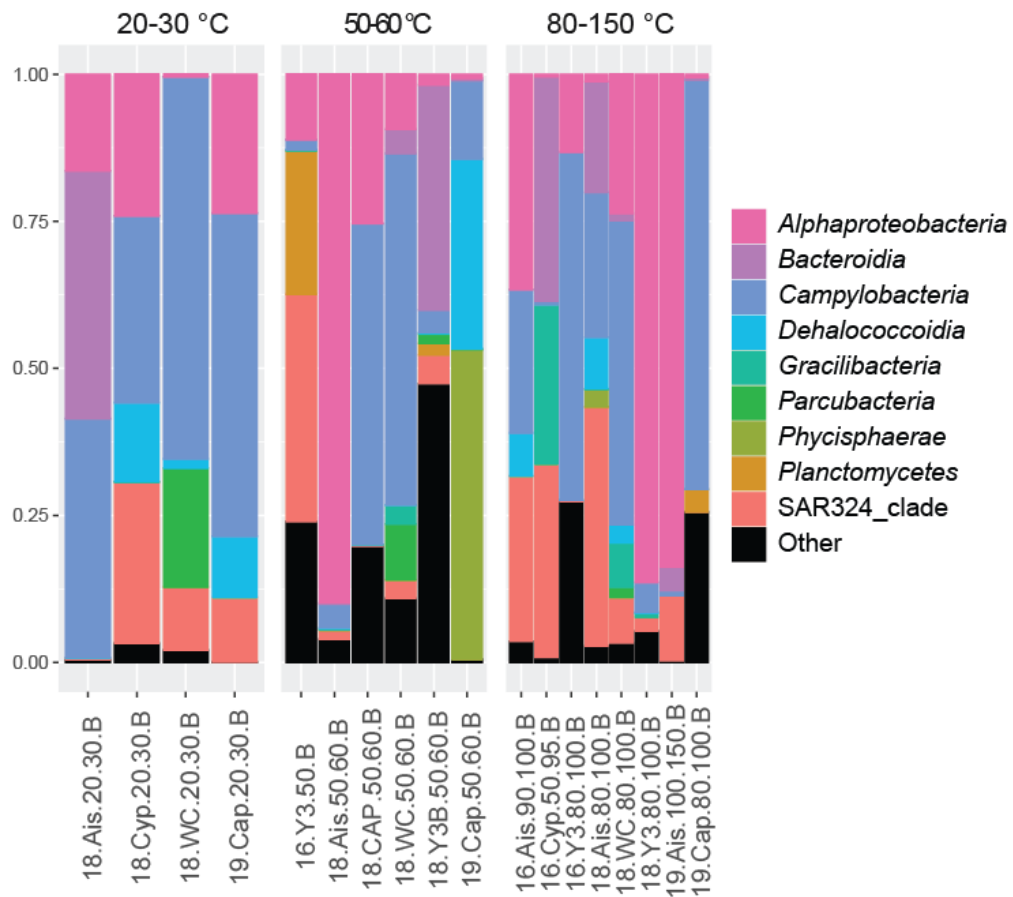 20-30 °C
50-60°C
80-150 °C
1.00
0.75
0.50
0.25
0.00
18.Ais.20.30.B
18.Cyp.20.30.B
18.WC.20.30.B
19.Cap.20.30.B
16.Y3.50.B
18.Ais.50.60.B
18.CAP.50.60.B
18.WC.50.60.B
18.Y3B.50.60.B
19.Cap.50.60.B
16.Ais.90.100.B
16.Cyp.50.95.B
16.Y3.80.100.B
18.Ais.80.100.B
18.WC.80.100.B
18.Y3.80.100.B
19.Ais.100.150.B
19.Cap.80.100.B
Alphaproteobacteria
Bacteroidia
Campylobacteria
Dehalococcoidia
Gracilibacteria
Parcubacteria
Phycisphaerae
Planctomycetes
SAR324_clade
Other